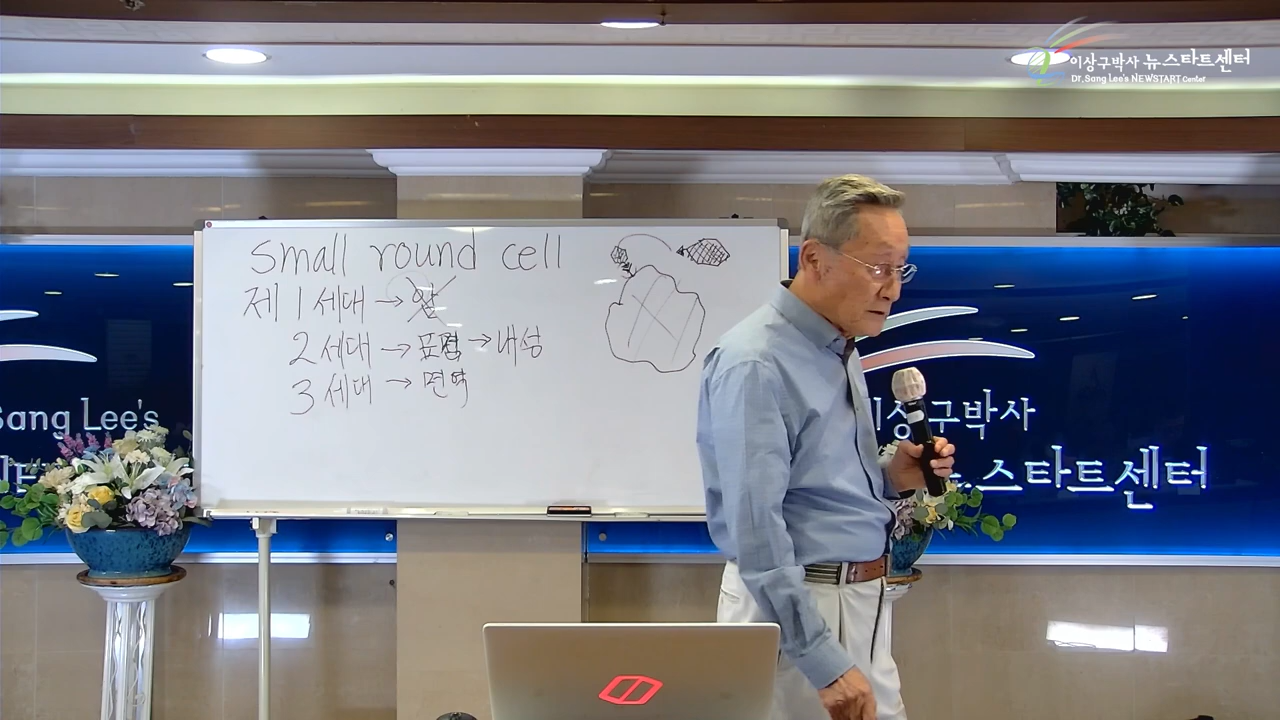 이상구박사 뉴스타트센터
Dr. Sang Lee's NEWSTART Center
small round cell
제 1 세대 → 암
2 세대 → 표적 → 내성
3 세대 → 면역
Sang Lee's
이상구박사
뉴스타트센터